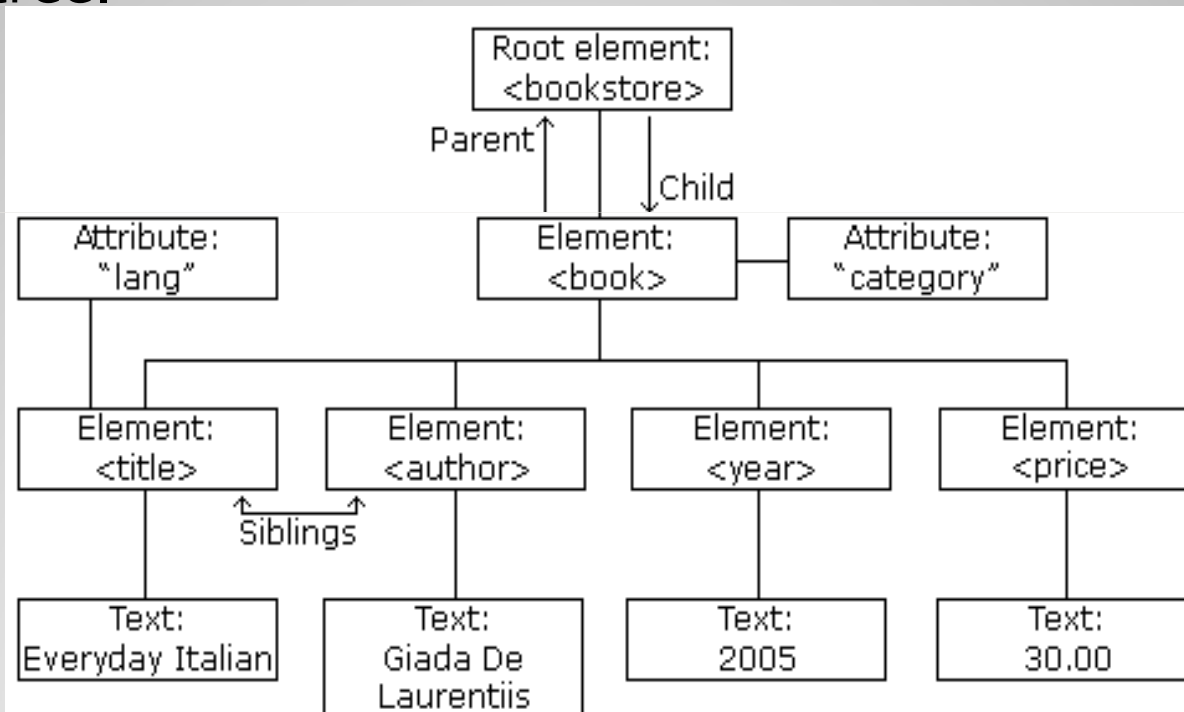 Root element:
<bookstore>
Parent
Child
Attribute:
“lang”
Element:
<book>
Attribute:
“category”
Element:
<title>
Element:
<author>
Element:
<year>
Element:
<price>
Siblings
Text:
Everyday Italian
Text:
Giada De
Laurentiis
Text:
2005
Text:
30.00